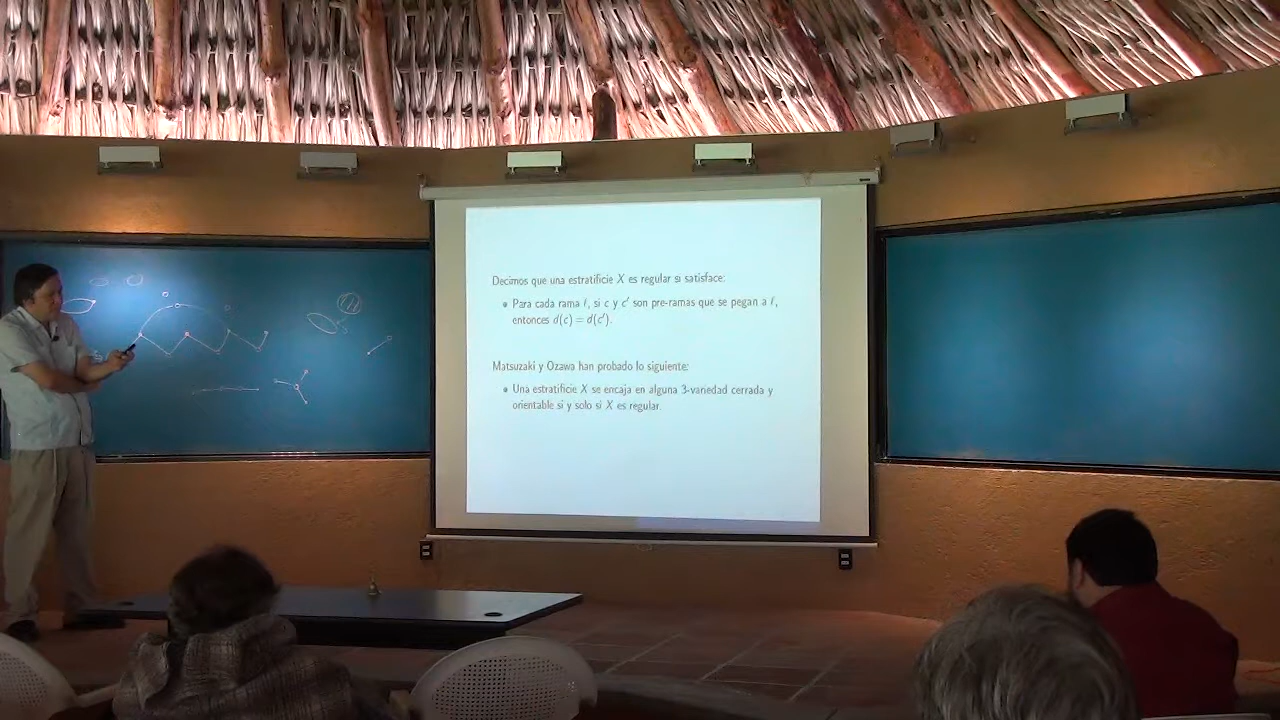 Decimos que una estratificie X es regular si satisface:
Para cada rama ℓ, si c y c′ son pre-ramas que se pegan a ℓ,
entonces d(c) = d(c′).
Matsuzaki y Ozawa han probado lo siguiente:
Una estratificie X se encaja en alguna 3-variedad cerrada y
orientable si y solo si X es regular.